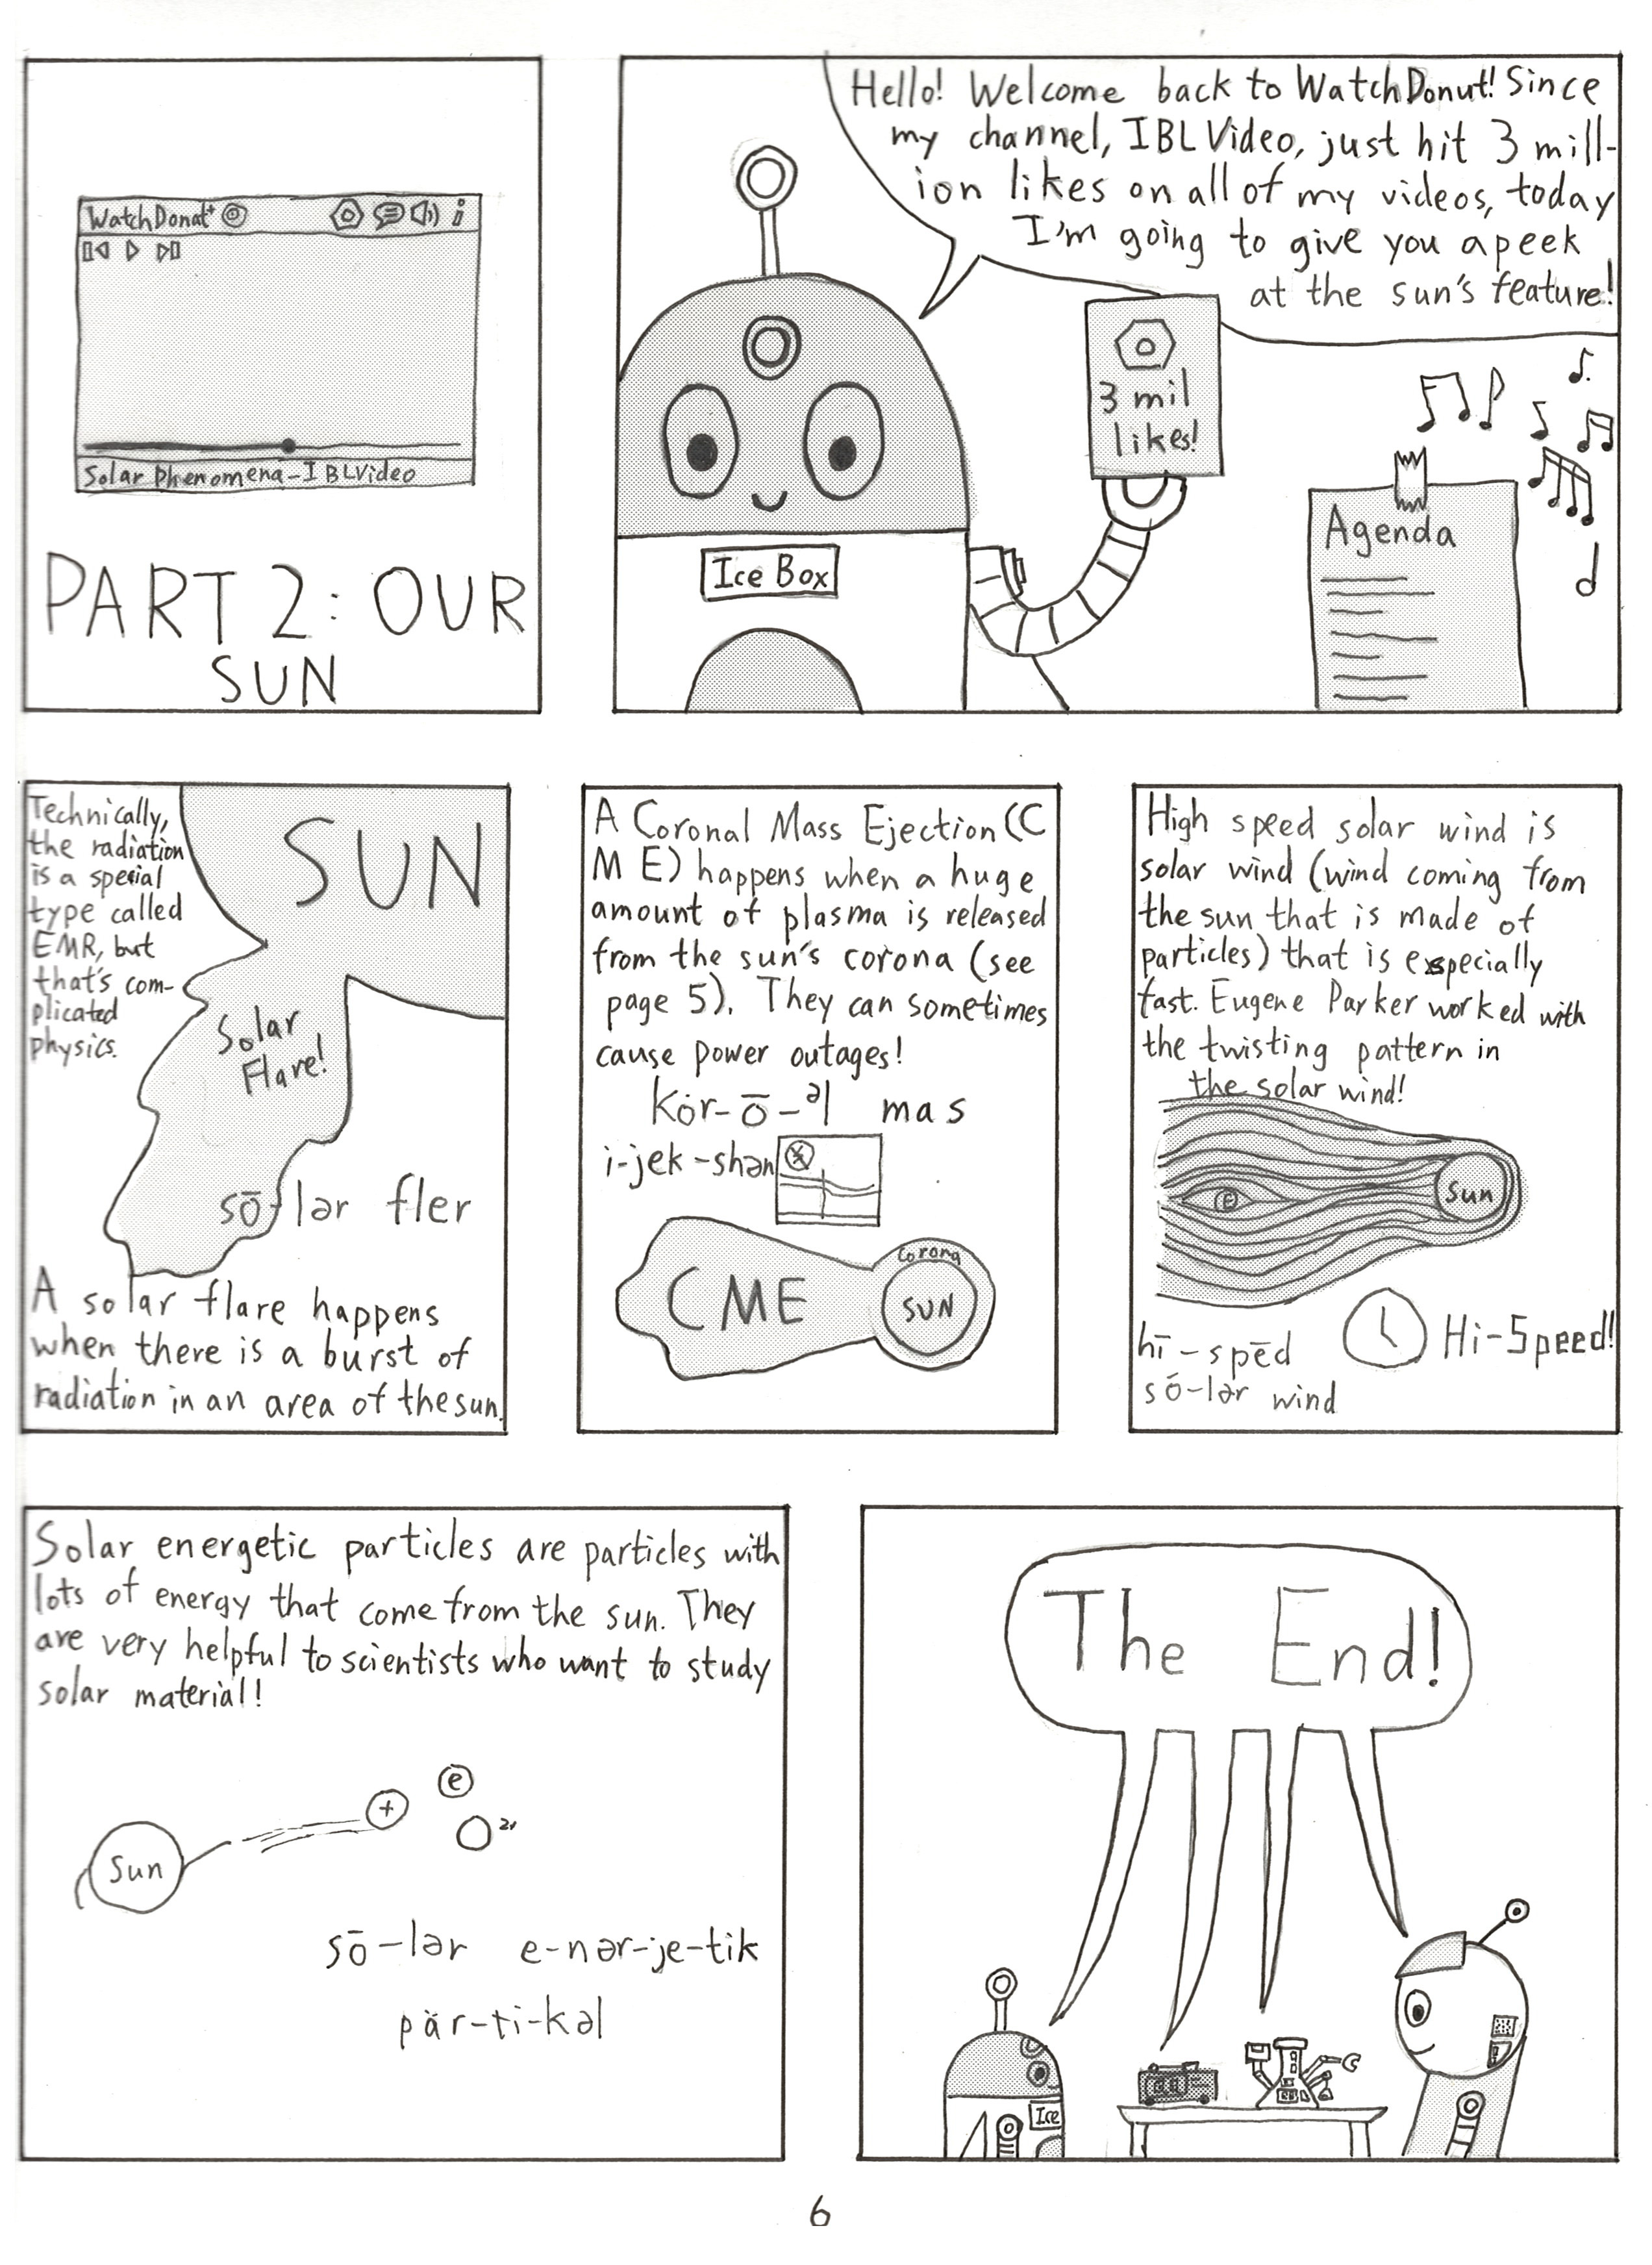 WatchDonut
Solar Phenomena-IBLVideo
PART 2: OUR
SUN
Hello! Welcome back to WatchDonut! Since
my channel, IBLVideo, just hit 3 mill-
ion likes on all of my videos, today
I'm going to give you a peek
at the sun's feature!
3 mil
likes!
Ice Box
Agenda
Technically,
the radiation
is a special
type called
EMR, but
that's com-
plicated
physics.
SUN
Solar
Flare!
sō-lər fler
A solar flare happens
when there is a burst of
radiation in an area of the sun.
A Coronal Mass Ejection (C
M E) happens when a huge
amount of plasma is released
from the sun's corona (see
page 5). They can sometimes
cause power outages!
kȯr-ō-əl mas
i-jek-shən
Corona
CME
SUN
High speed solar wind is
solar wind (wind coming from
the sun that is made of
particles) that is especially
fast. Eugene Parker worked with
the twisting pattern in
the solar wind!
e
Sun
Hi-Speed!
hī-spēd
sō-lər wind
Solar energetic particles are particles with
lots of energy that come from the sun. They
are very helpful to scientists who want to study
solar material!
e
+
Sun
sō-lər e-nər-je-tik
pär-ti-kəl
The End!
Ice
6